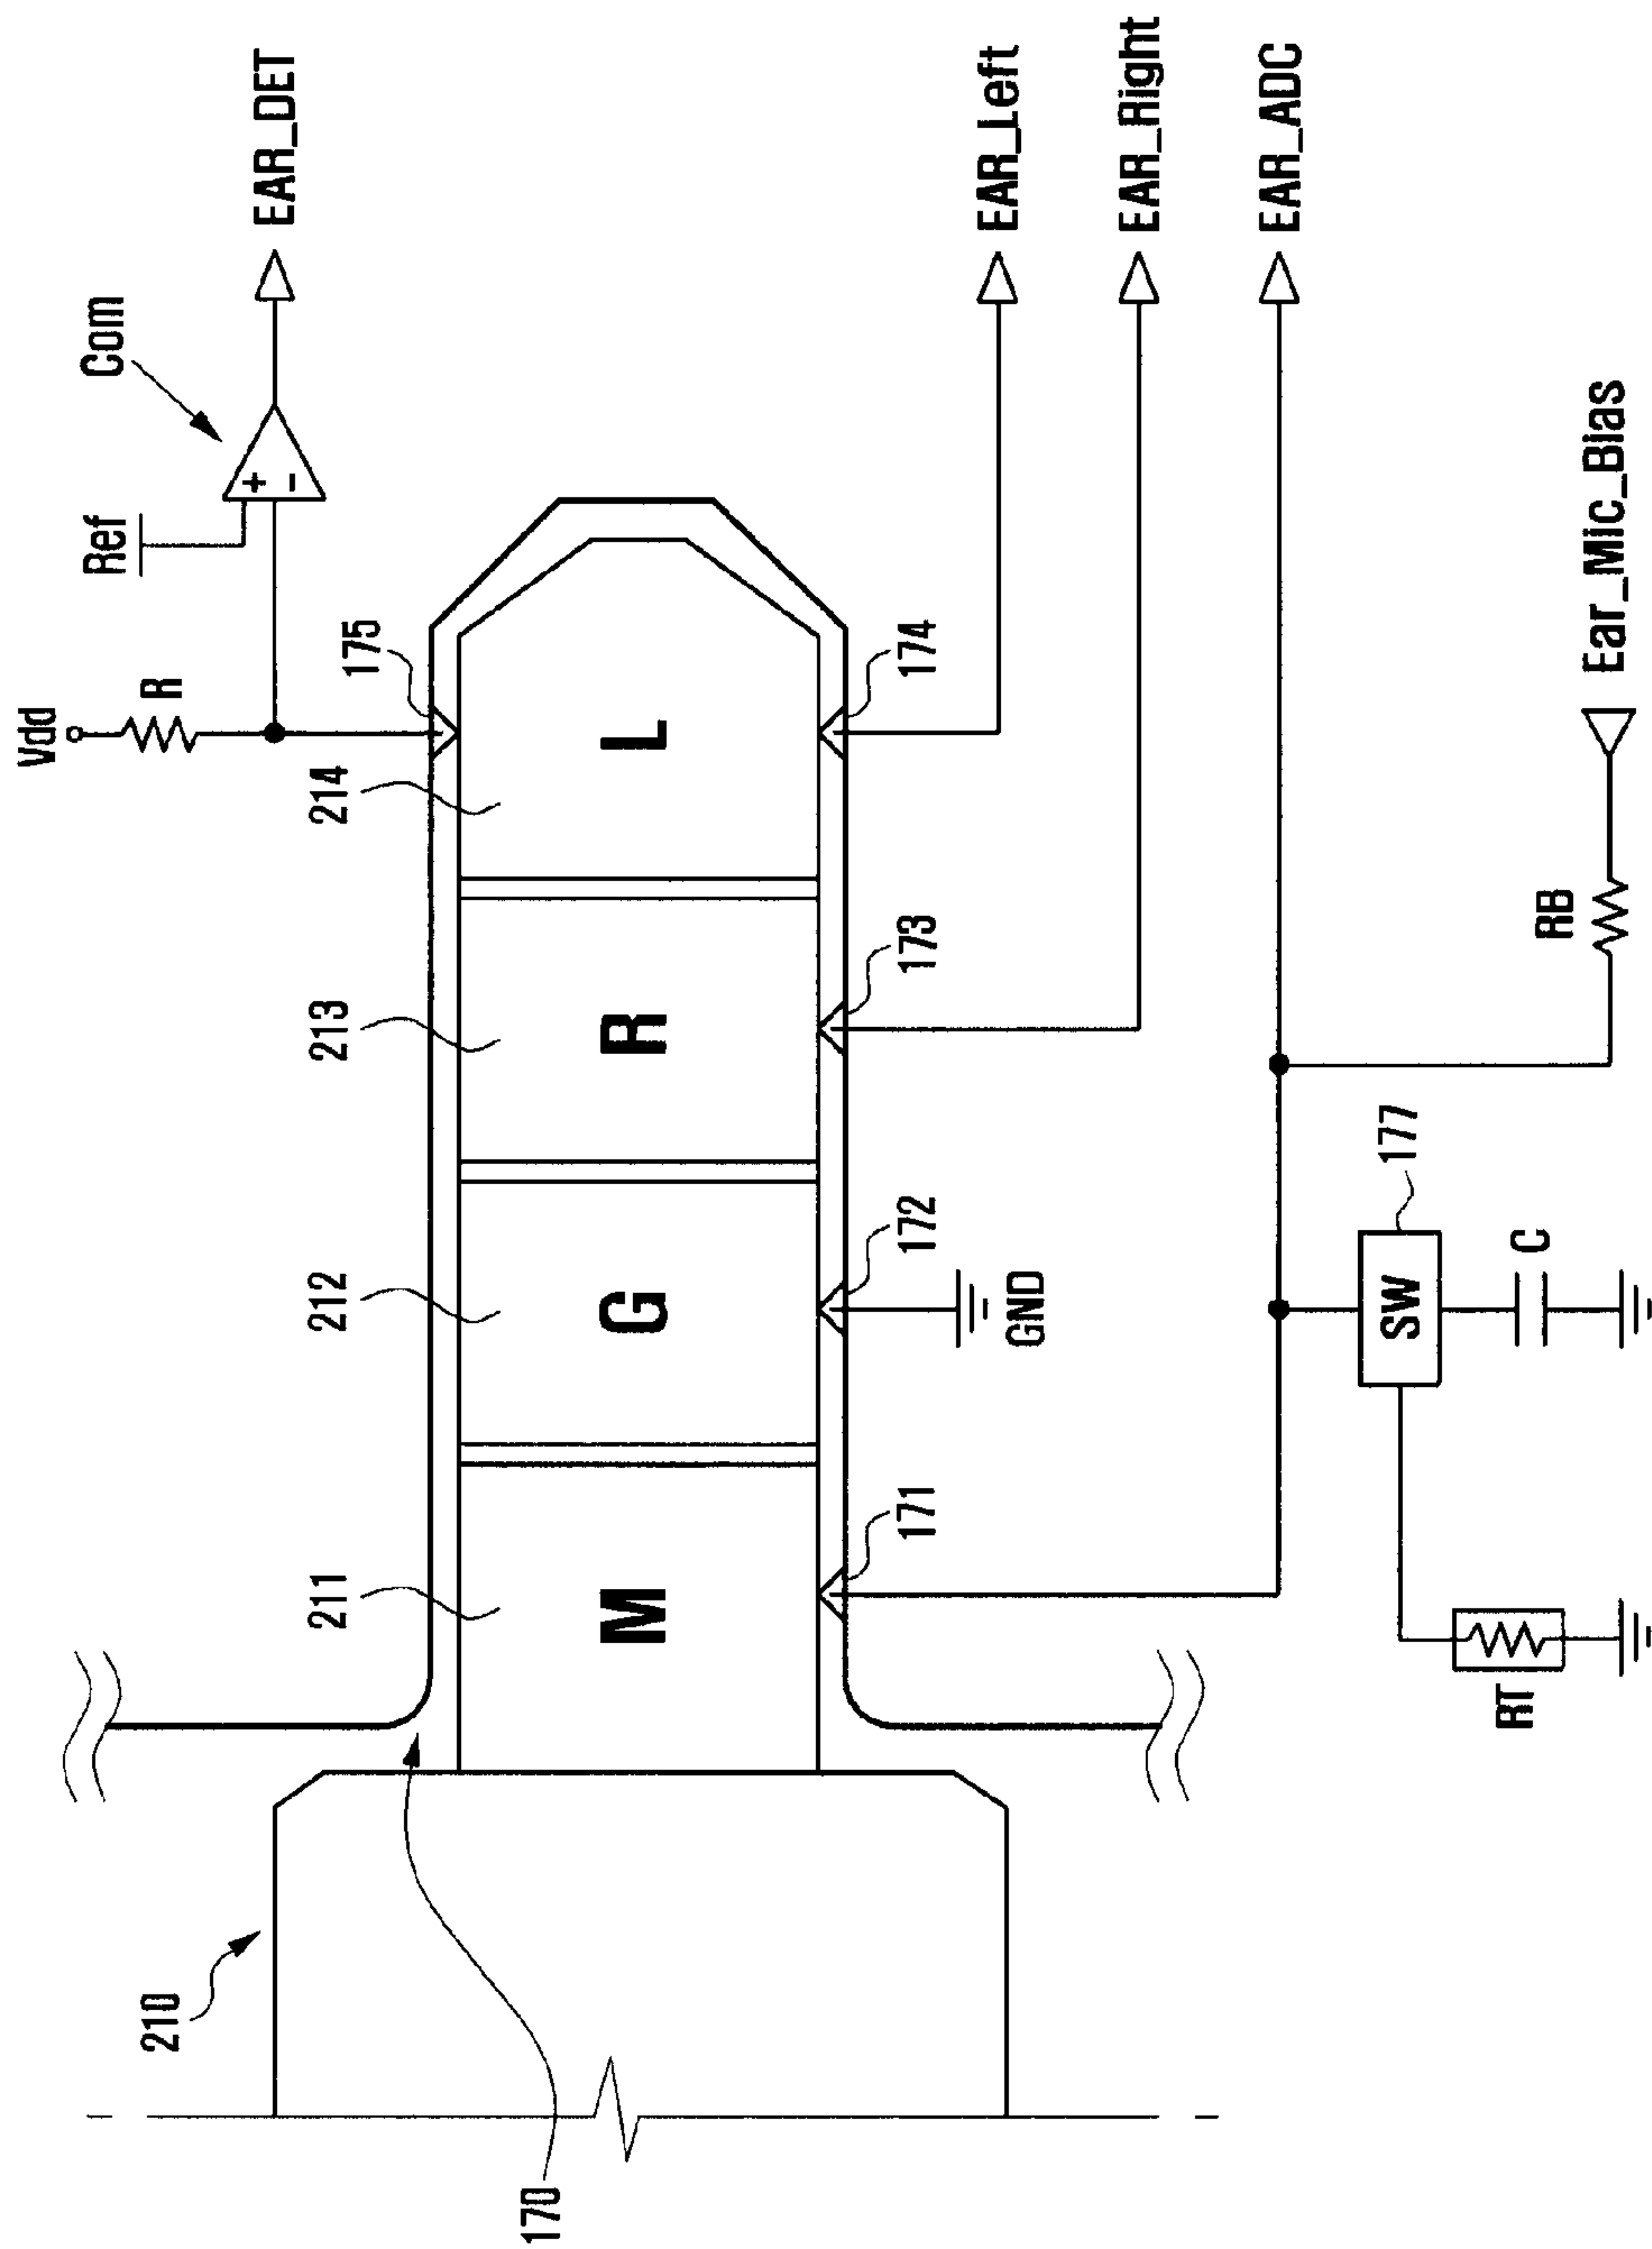 Vdd
R
Ref
Com
EAR_DET
210
170
211
212
213
214
175
+
-
M
G
R
L
171
172
173
174
GND
EAR_Left
EAR_Right
EAR_ADC
SW
177
C
RT
RB
Ear_Mic_Bias